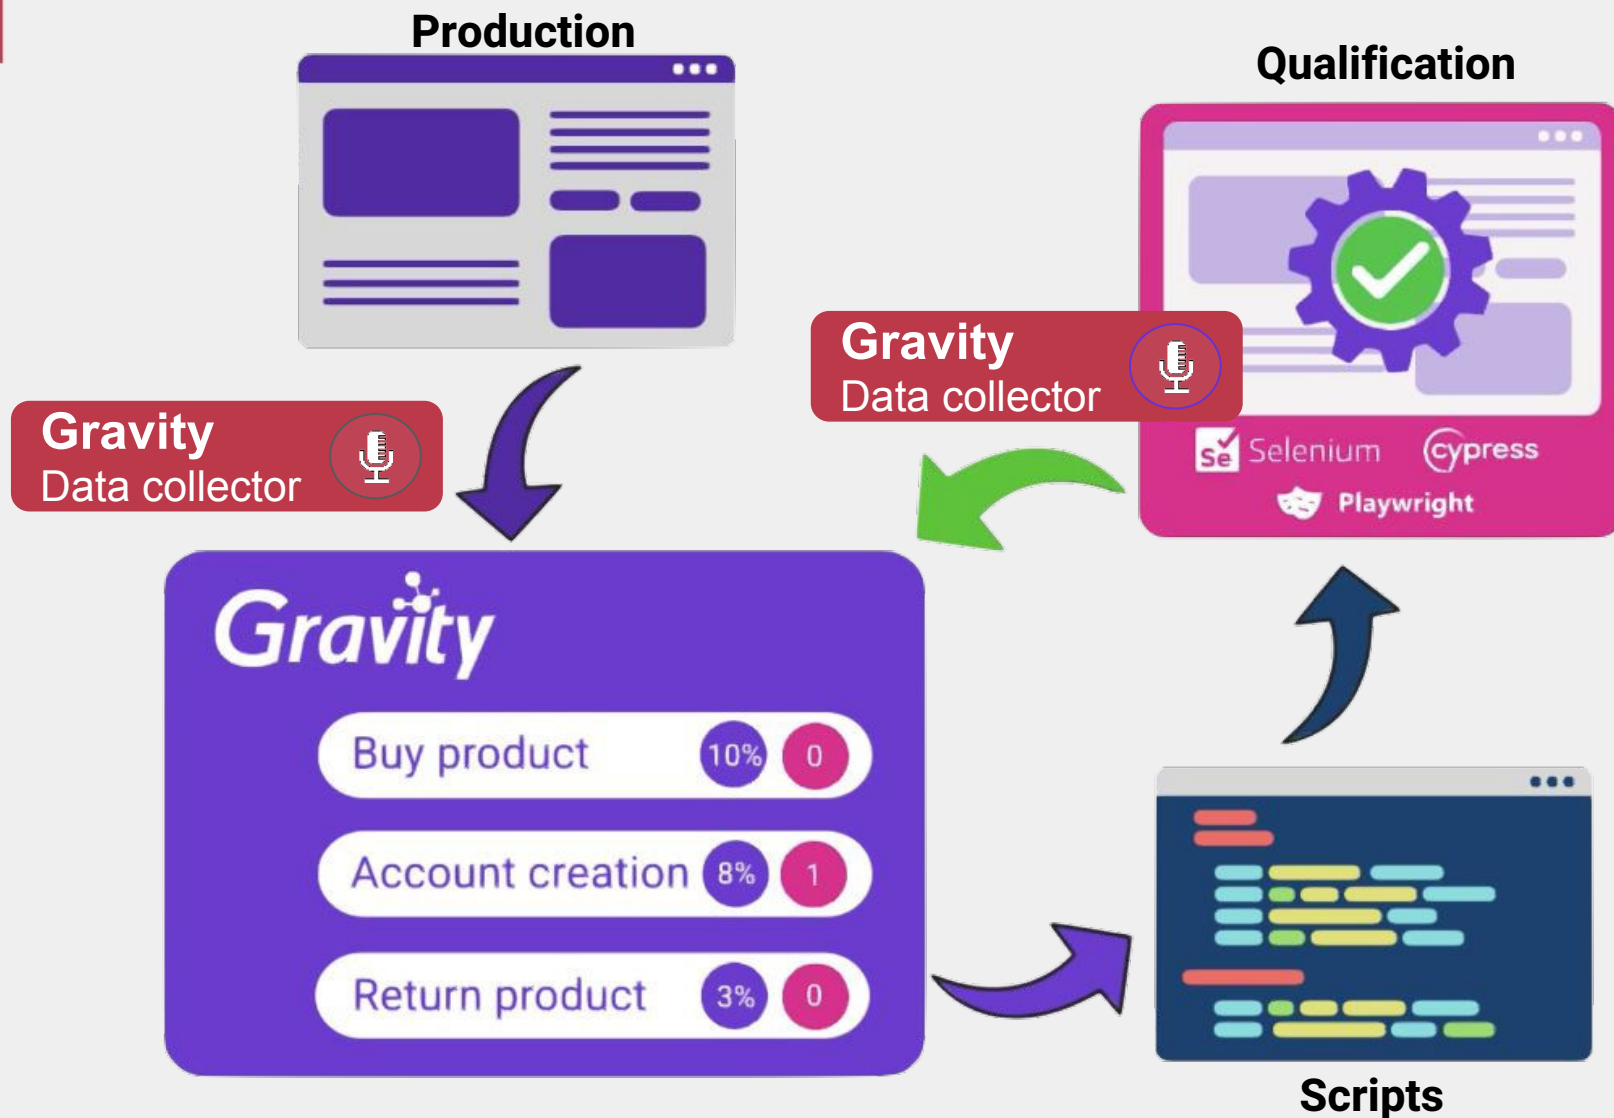 Production
Qualification
Gravity
Data collector
Gravity
Data collector
Se Selenium
cypress
Playwright
Gravity
Buy product 10% 0
Account creation 8% 1
Return product 3% 0
Scripts